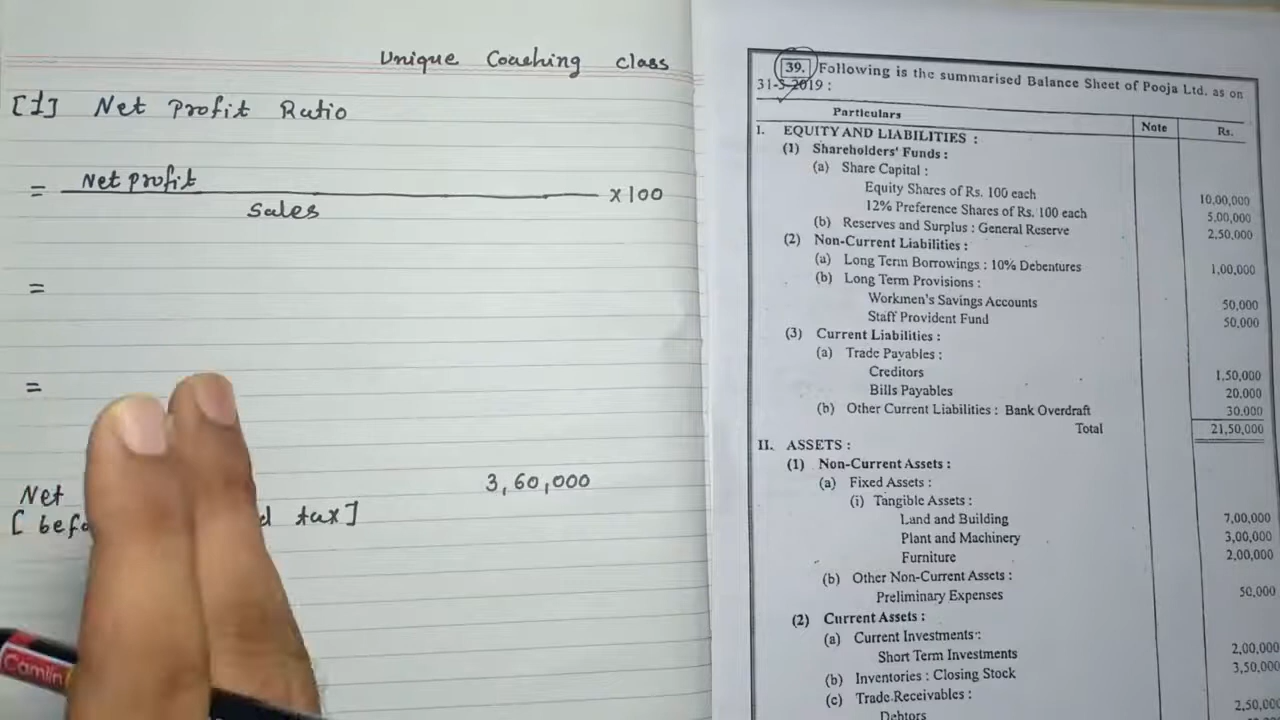 Unique Coaching class
[1] Net Profit Ratio
= Net profit x100
Sales
=
=
3,60,000
Net
[ tax]
Camlin
39. Following is the summarised Balance Sheet of Pooja Ltd. as on
31-3-2019 :
Particulars Note Rs.
I. EQUITY AND LIABILITIES :
(1) Shareholders' Funds :
(a) Share Capital :
Equity Shares of Rs. 100 each 10,00,000
12% Preference Shares of Rs. 100 each 5,00,000
(b) Reserves and Surplus : General Reserve 2,50,000
(2) Non-Current Liabilities :
(a) Long Term Borrowings : 10% Debentures 1,00,000
(b) Long Term Provisions :
Workmen's Savings Accounts 50,000
Staff Provident Fund 50,000
(3) Current Liabilities :
(a) Trade Payables :
Creditors 1,50,000
Bills Payables 20.000
(b) Other Current Liabilities : Bank Overdraft 30.000
Total 21,50,000
II. ASSETS :
(1) Non-Current Assets :
(a) Fixed Assets :
(i) Tangible Assets :
Land and Building 7,00,000
Plant and Machinery 3,00,000
Furniture 2,00,000
(b) Other Non-Current Assets :
Preliminary Expenses 50,000
(2) Current Assets :
(a) Current Investments :
Short Term Investments 2,00,000
(b) Inventories : Closing Stock 3,50,000
(c) Trade Receivables :
Debtors 2,50,000